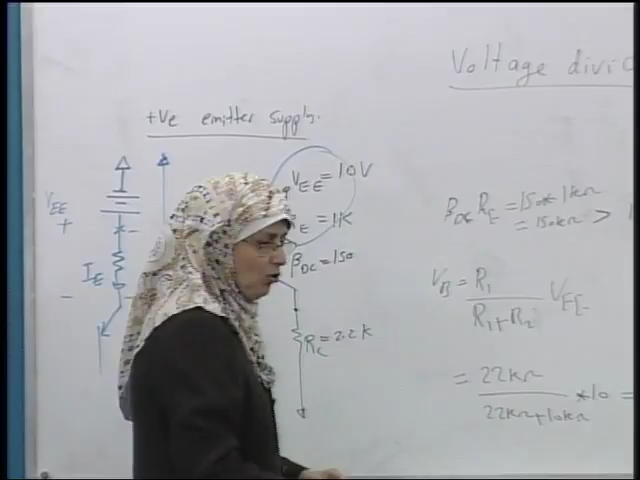 Voltage divi
+Ve emitter supply.
VEE = 10V
VEE
+
= 1K
βDC = 150
IE
-
RC = 2.2K
βDC RE = 150 * 1kΩ
= 150kΩ >
VB = R1 / R1 + R2 VEE
= 22kΩ / 22kΩ + 10kΩ * 10 =